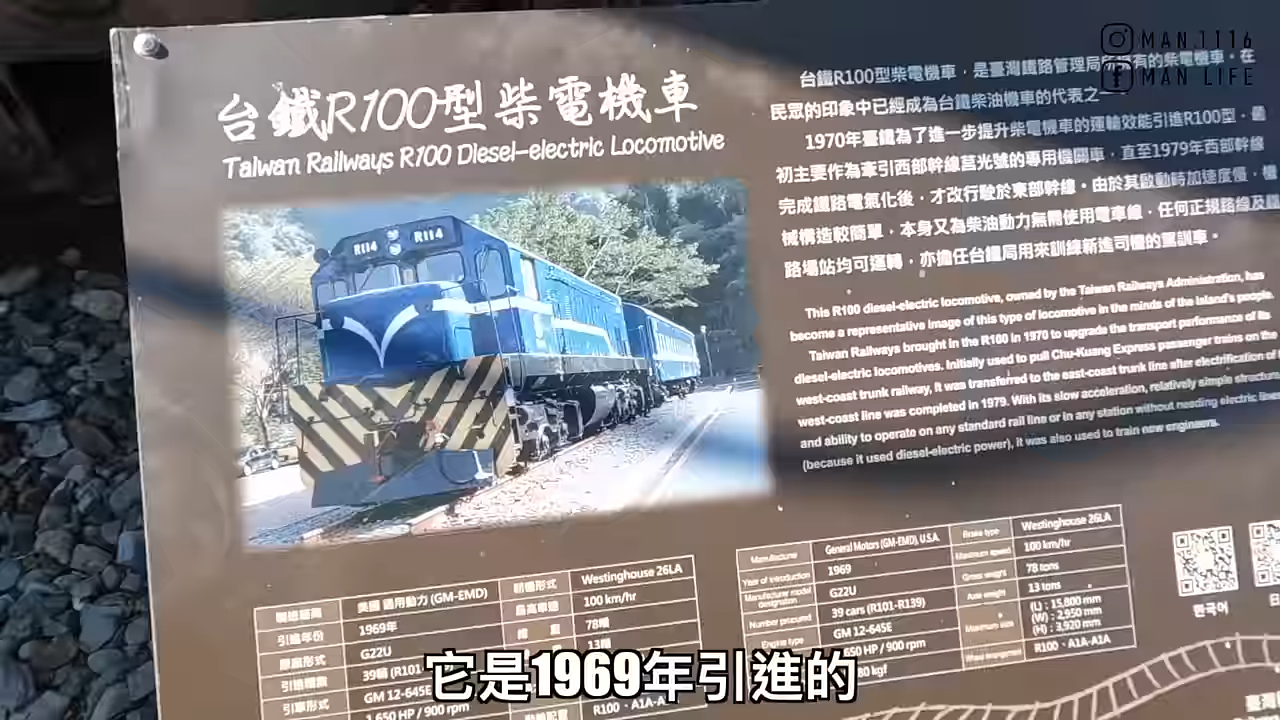 MAN.1116
MAN LIFE
台鐵R100型柴電機車
Taiwan Railways R100 Diesel-electric Locomotive
R114
R114
台鐵R100型柴電機車,是臺灣鐵路管理局所有的柴電機車。在
民眾的印象中已經成為台鐵柴油機車的代表之一
1970年臺鐵為了進一步提升柴電機車的運輸效能引進R100型,最
初主要作為牽引西部幹線莒光號的專用機關車,直至1979年西部幹線
完成鐵路電氣化後,才改行駛於東部幹線。由於其啟動時加速度慢,機
械構造較簡單,本身又為柴油動力無需使用電車線,任何正規路線及
路場站均可運轉,亦擔任台鐵局用來訓練新進司機的駕訓車。
This R100 diesel-electric locomotive, owned by the Taiwan Railways Administration, has
become a representative image of this type of locomotive in the minds of the island's people.
Taiwan Railways brought in the R100 in 1970 to upgrade the transport performance of its
diesel-electric locomotives. Initially used to pull Chu-Kuang Express passenger trains on the
west-coast trunk railway, it was transferred to the east-coast trunk line after electrification of
west-coast line was completed in 1979. With its slow acceleration, relatively simple structure
and ability to operate on any standard rail line or in any station without needing electric lines
(because it used diesel-electric power), it was also used to train new engineers.
美國 通用動力 (GM-EMD) 軔機形式 Westinghouse 26LA
引進年份 1969年 最高車速 100 km/hr
原廠形式 G22U 總重 78噸
引進輛數 39輛 (R101 13噸
引車形式 GM 12-645E
1,650 HP / 900 rpm R100・A1A-A
Manufacturer General Motors (GM-EMD), U.S.A. Brake type Westinghouse 26LA
Year of introduction 1969 Maximum speed 100 km/hr
Manufacturer model designation G22U Gross weight 78 tons
Number procured 39 cars (R101-R139) Axle weight 13 tons
Engine type GM 12-645E Maximum size (L) : 15,800 mm
(W) : 2,950 mm
(H) : 3,920 mm
650 HP / 900 rpm Wheel arrangement R100・A1A-A1A
80 kgf
한국어
日
臺灣
它是1969年引進的